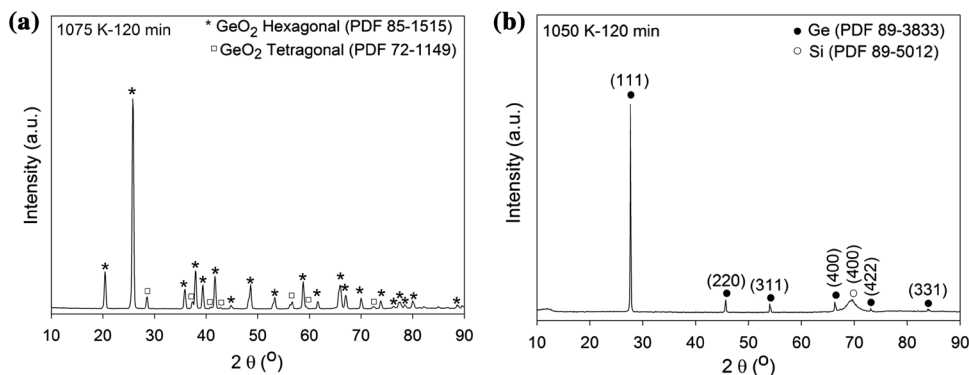 (a)
1075 K-120 min
* GeO₂ Hexagonal (PDF 85-1515)
□ GeO₂ Tetragonal (PDF 72-1149)
Intensity (a.u.)
10 20 30 40 50 60 70 80 90
2 θ (O)
(b)
1050 K-120 min
● Ge (PDF 89-3833)
○ Si (PDF 89-5012)
(111)
(220)
(311)
(400)
(400)
(422)
(331)
Intensity (a.u.)
10 20 30 40 50 60 70 80 90
2 θ (O)